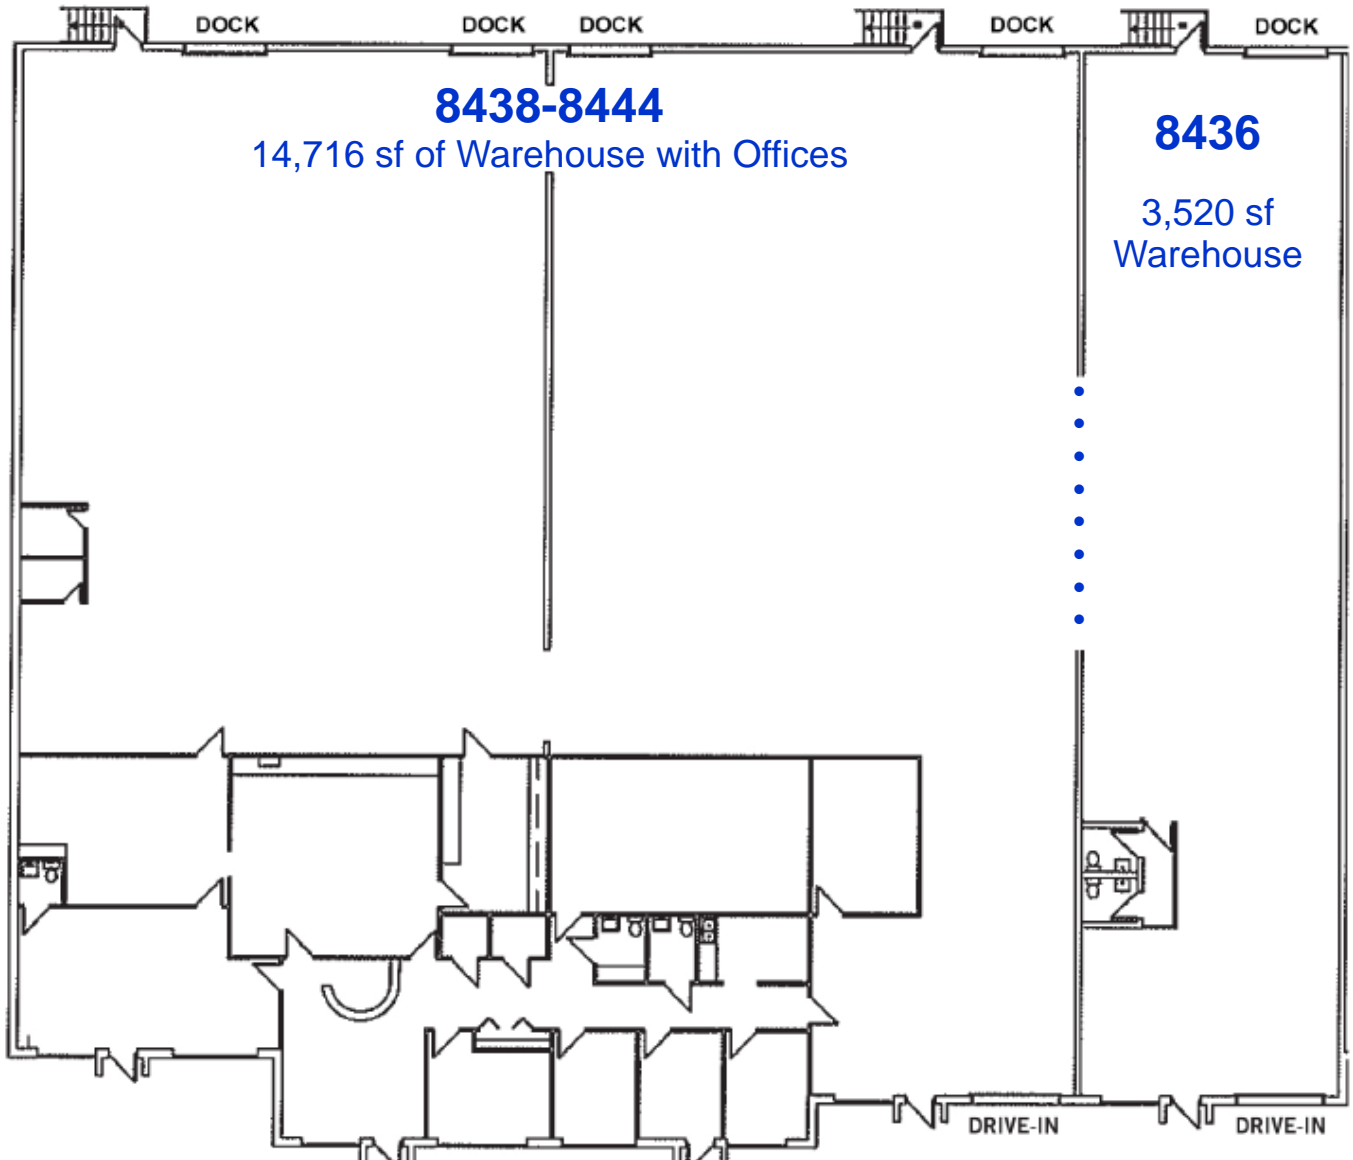 DOCK
DOCK
DOCK
DOCK
DOCK
8438-8444
14,716 sf of Warehouse with Offices
8436
3,520 sf
Warehouse
DRIVE-IN
DRIVE-IN